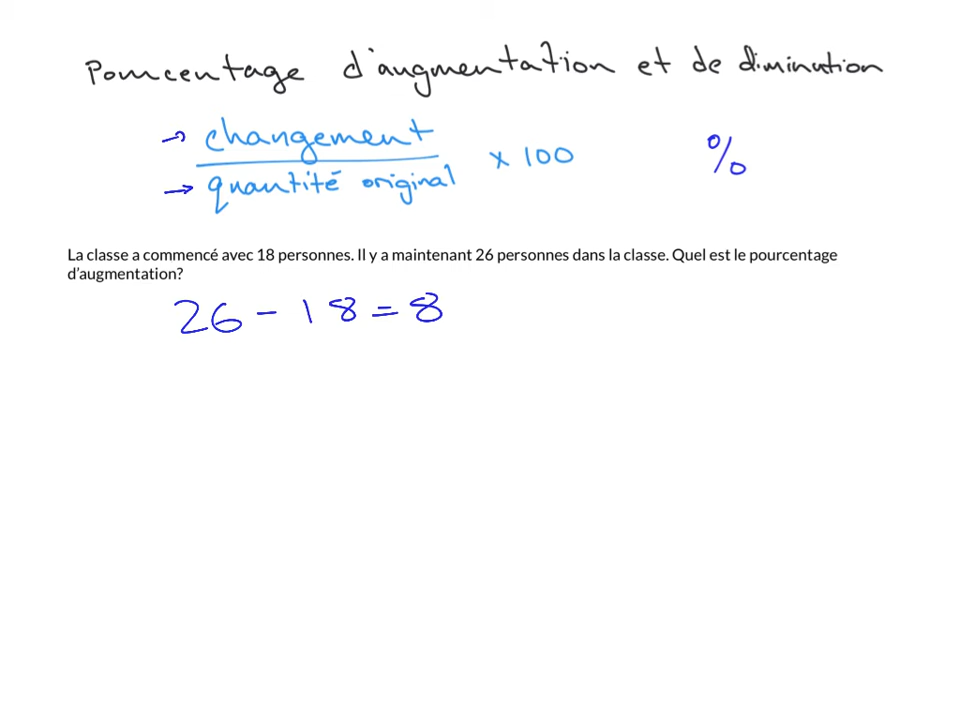 Pourcentage d'augmentation et de diminution
→ changement
→ quantité original
x 100
%
La classe a commencé avec 18 personnes. Il y a maintenant 26 personnes dans la classe. Quel est le pourcentage
d'augmentation?
26 - 18 = 8